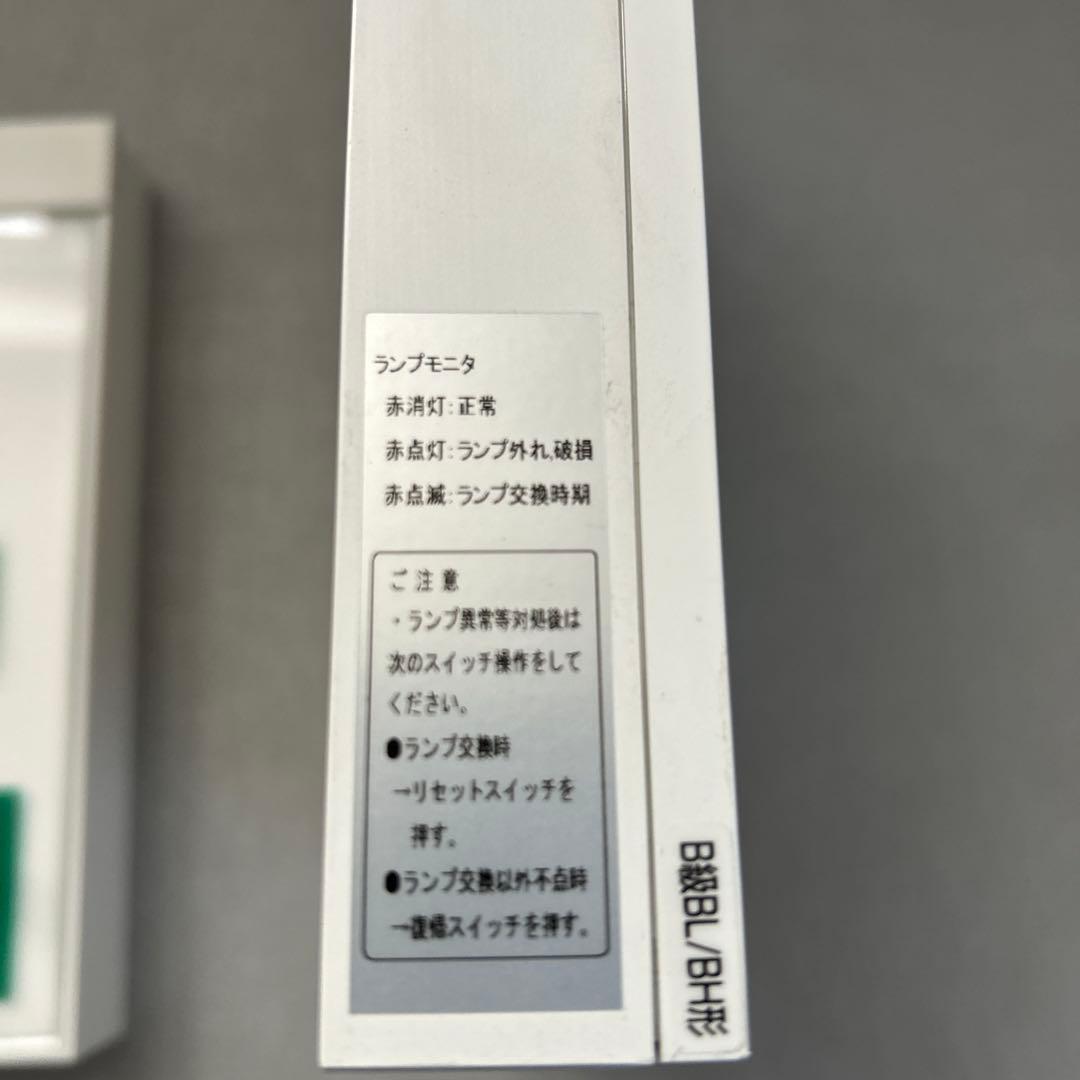 ランプモニタ
赤消灯:正常
赤点灯:ランプ外れ,破損
赤点滅:ランプ交換時期
ご注意
・ランプ異常等対処後は
次のスイッチ操作をして
ください。
●ランプ交換時
→リセットスイッチを
押す。
●ランプ交換以外不点時
→復帰スイッチを押す。
B級BL/BH形